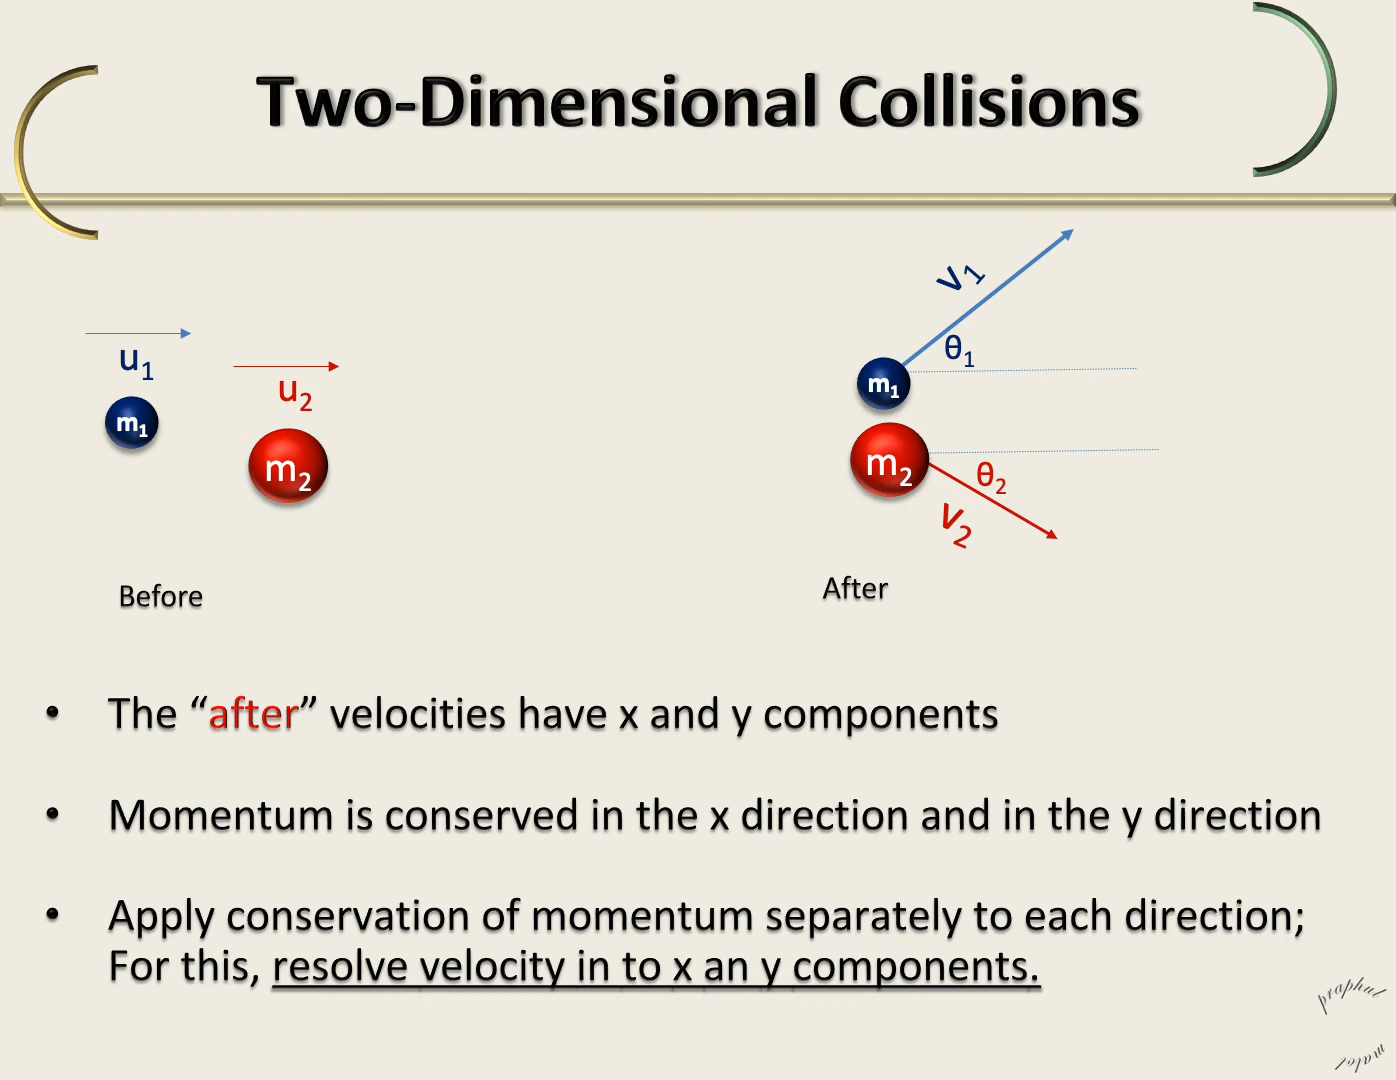 Two-Dimensional Collisions
u1
m1
u2
m2
V1
θ1
m1
m2
θ2
V2
Before
After
• The “after” velocities have x and y components
• Momentum is conserved in the x direction and in the y direction
• Apply conservation of momentum separately to each direction;
For this, resolve velocity in to x an y components.
praphul